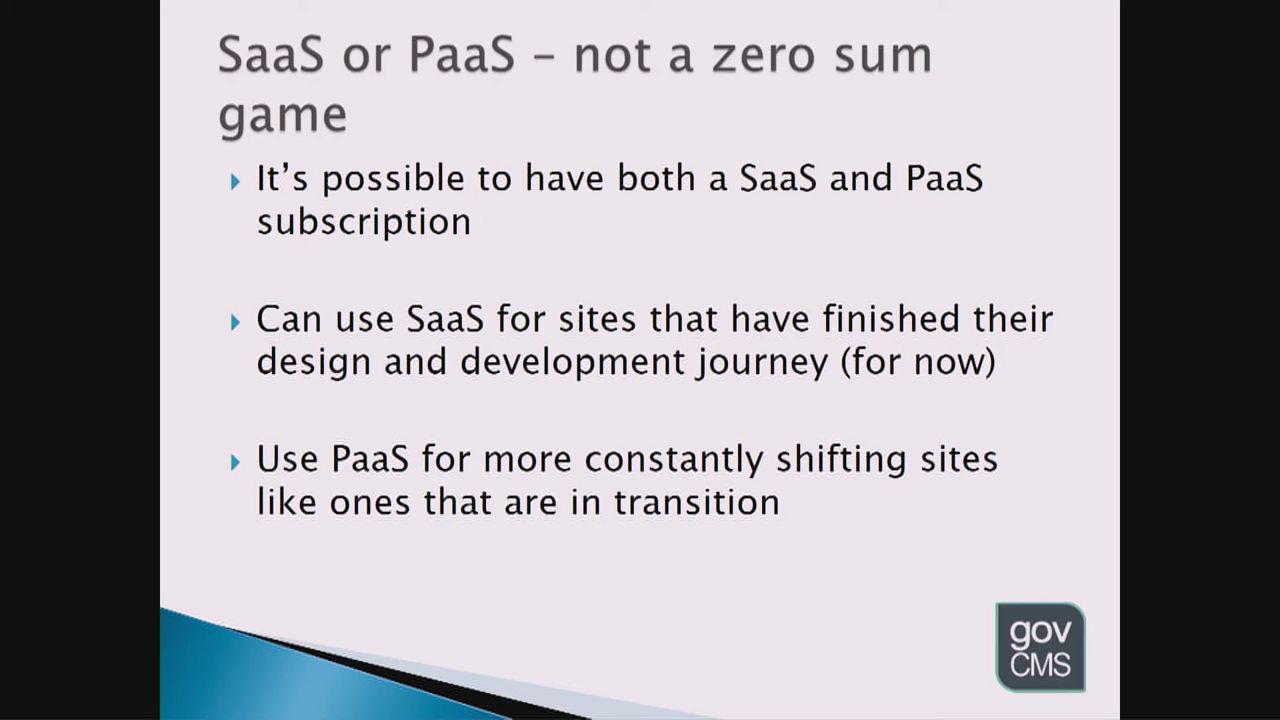 SaaS or PaaS – not a zero sum
game
It’s possible to have both a SaaS and PaaS
subscription
Can use SaaS for sites that have finished their
design and development journey (for now)
Use PaaS for more constantly shifting sites
like ones that are in transition
gov
CMS